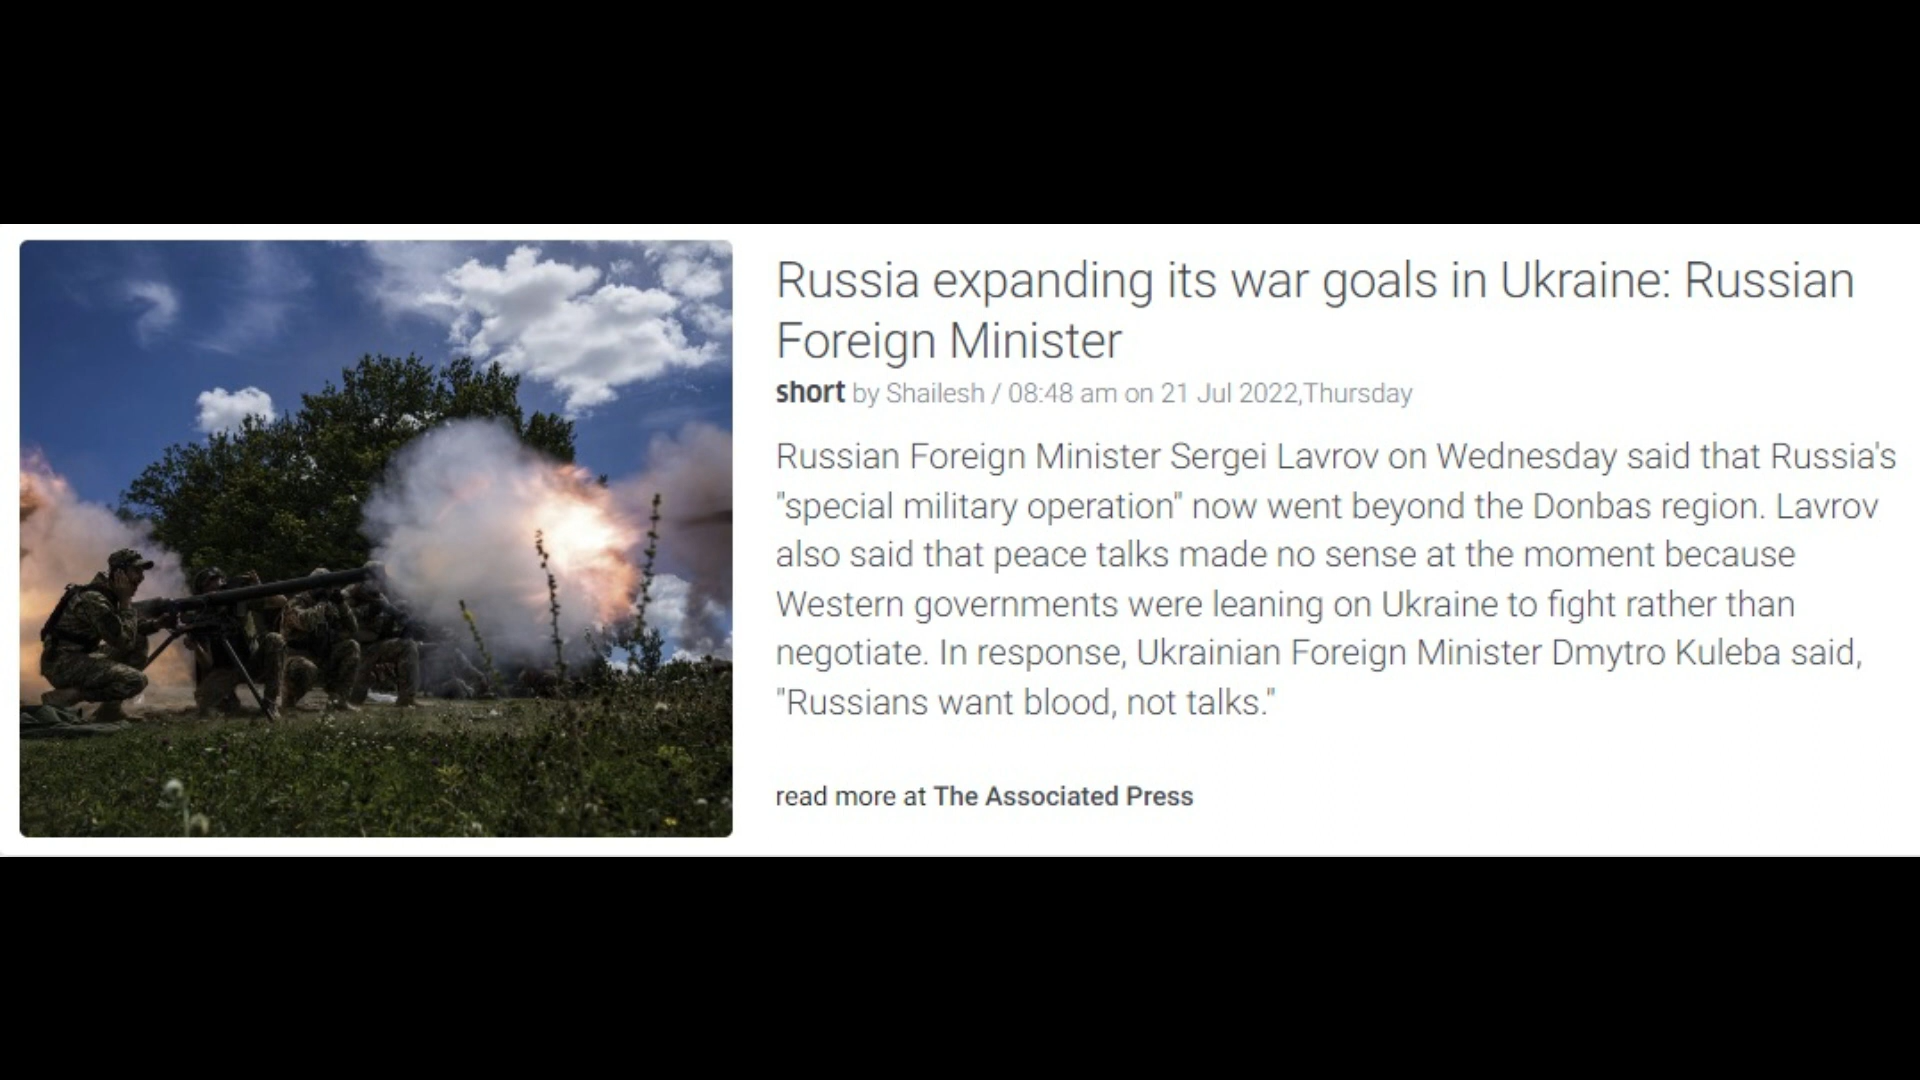 Russia expanding its war goals in Ukraine: Russian
Foreign Minister
short by Shailesh / 08:48 am on 21 Jul 2022,Thursday
Russian Foreign Minister Sergei Lavrov on Wednesday said that Russia's
"special military operation" now went beyond the Donbas region. Lavrov
also said that peace talks made no sense at the moment because
Western governments were leaning on Ukraine to fight rather than
negotiate. In response, Ukrainian Foreign Minister Dmytro Kuleba said,
"Russians want blood, not talks."
read more at The Associated Press